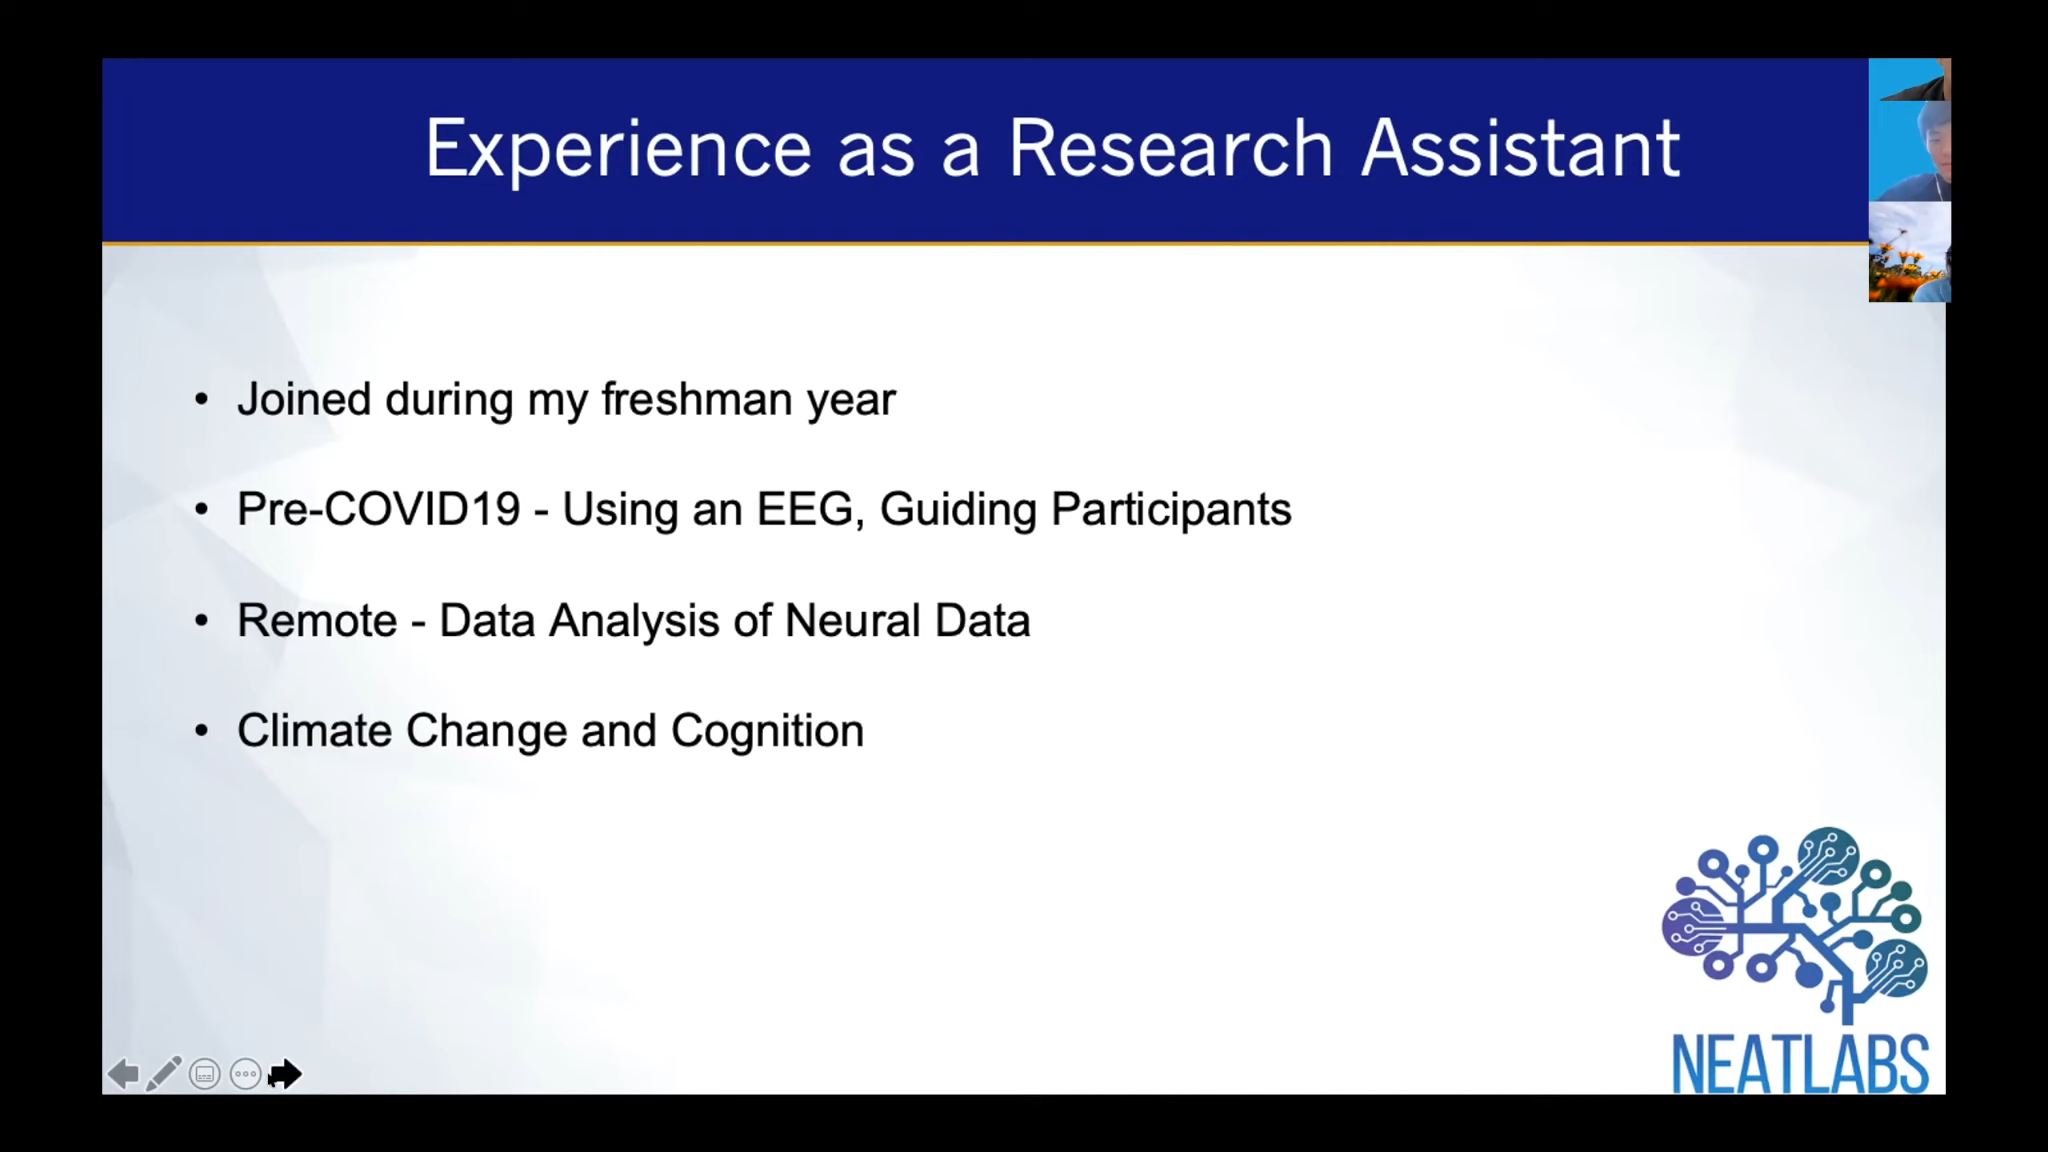 Experience as a Research Assistant
• Joined during my freshman year
• Pre-COVID19 - Using an EEG, Guiding Participants
• Remote - Data Analysis of Neural Data
• Climate Change and Cognition
NEATLABS